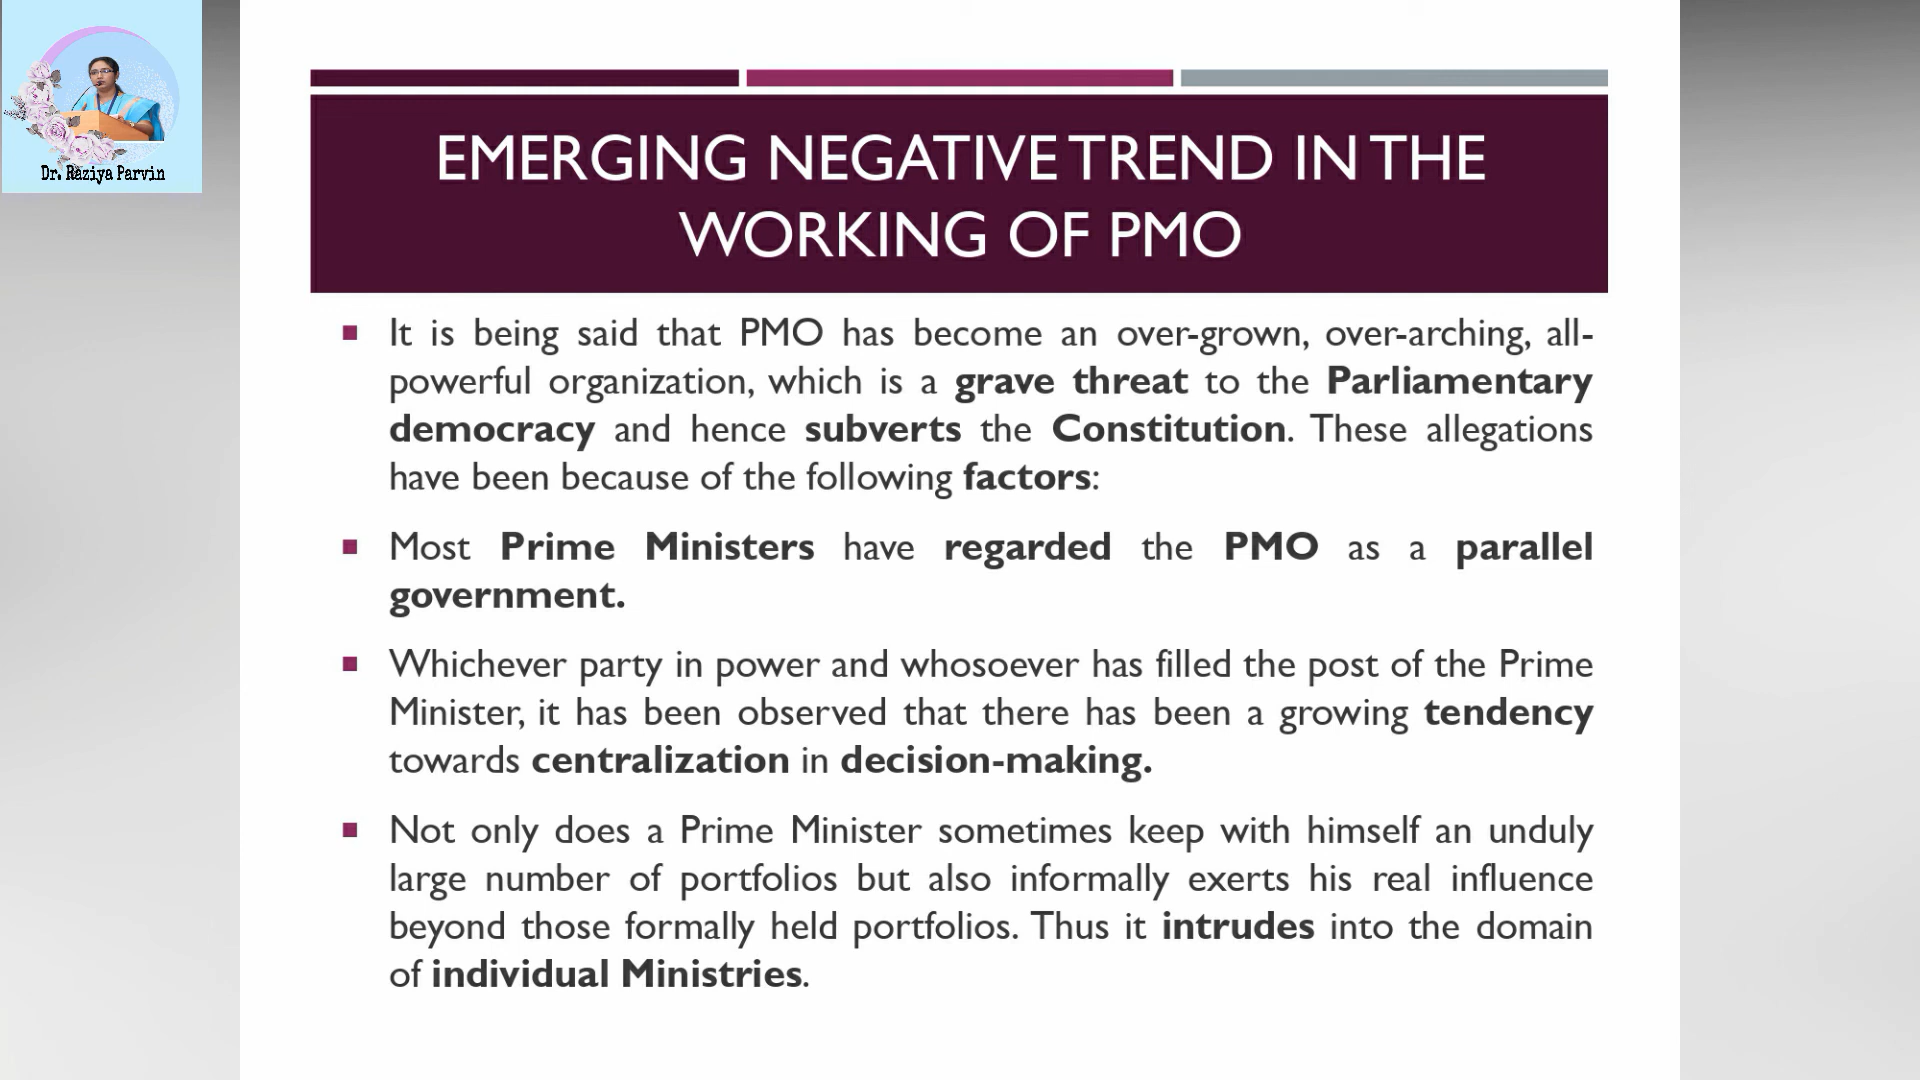 Dr. Raziya Parvin
EMERGING NEGATIVE TREND IN THE
WORKING OF PMO
It is being said that PMO has become an over-grown, over-arching, all-
powerful organization, which is a grave threat to the Parliamentary
democracy and hence subverts the Constitution. These allegations
have been because of the following factors:
Most Prime Ministers have regarded the PMO as a parallel
government.
Whichever party in power and whosoever has filled the post of the Prime
Minister, it has been observed that there has been a growing tendency
towards centralization in decision-making.
Not only does a Prime Minister sometimes keep with himself an unduly
large number of portfolios but also informally exerts his real influence
beyond those formally held portfolios. Thus it intrudes into the domain
of individual Ministries.